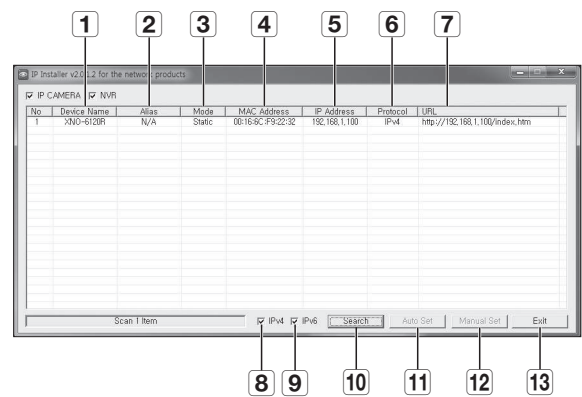 1 2 3 4 5 6 7
IP Installer v2.0.1.2 for the network products
IP CAMERA NVR
No Device Name Alias Mode MAC Address IP Address Protocol URL
1 XNO-6120R N/A Static 00:16:6C:F9:22:32 192,168,1,100 IPv4 http://192,168,1,100/index.htm
Scan 1 Item IPv4 IPv6 Search Auto Set Manual Set Exit
8 9 10 11 12 13